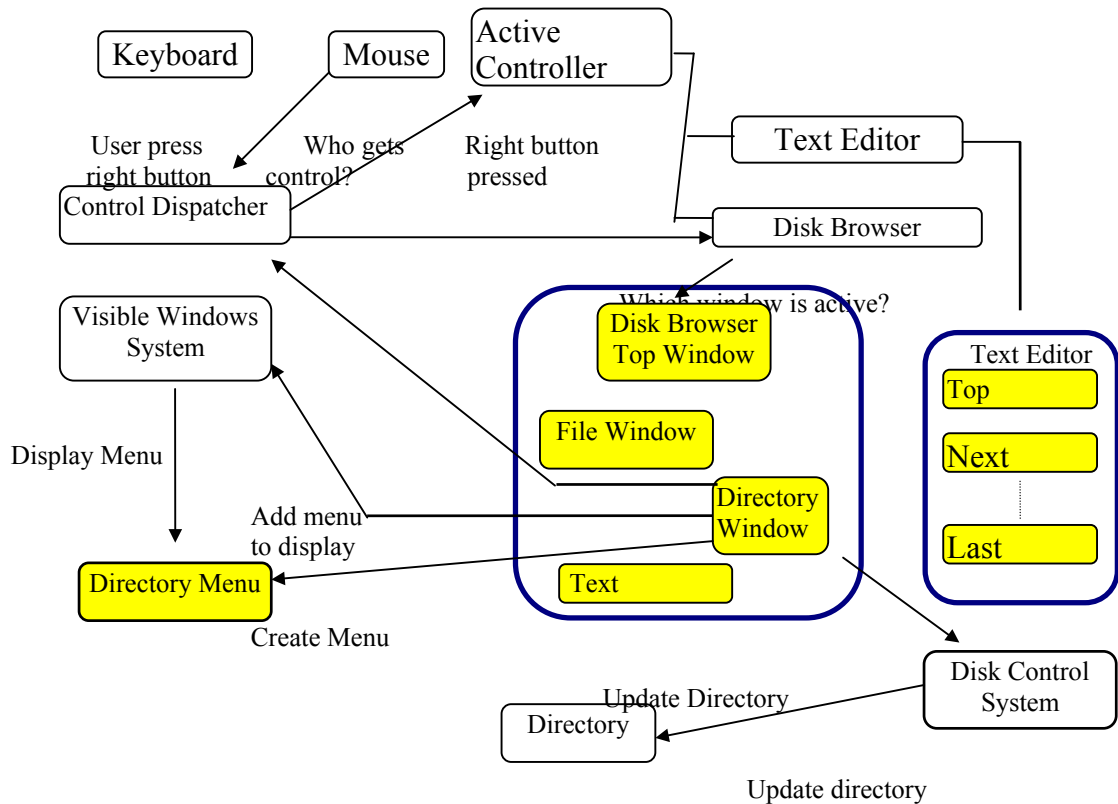 Keyboard
Mouse
Active
Controller
User press
right button
Who gets
control?
Right button
pressed
Text Editor
Control Dispatcher
Disk Browser
Which window is active?
Visible Windows
System
Disk Browser
Top Window
Text Editor
Top
File Window
Next
Display Menu
Directory
Window
Add menu
to display
Last
Directory Menu
Text
Create Menu
Disk Control
System
Update Directory
Directory
Update directory